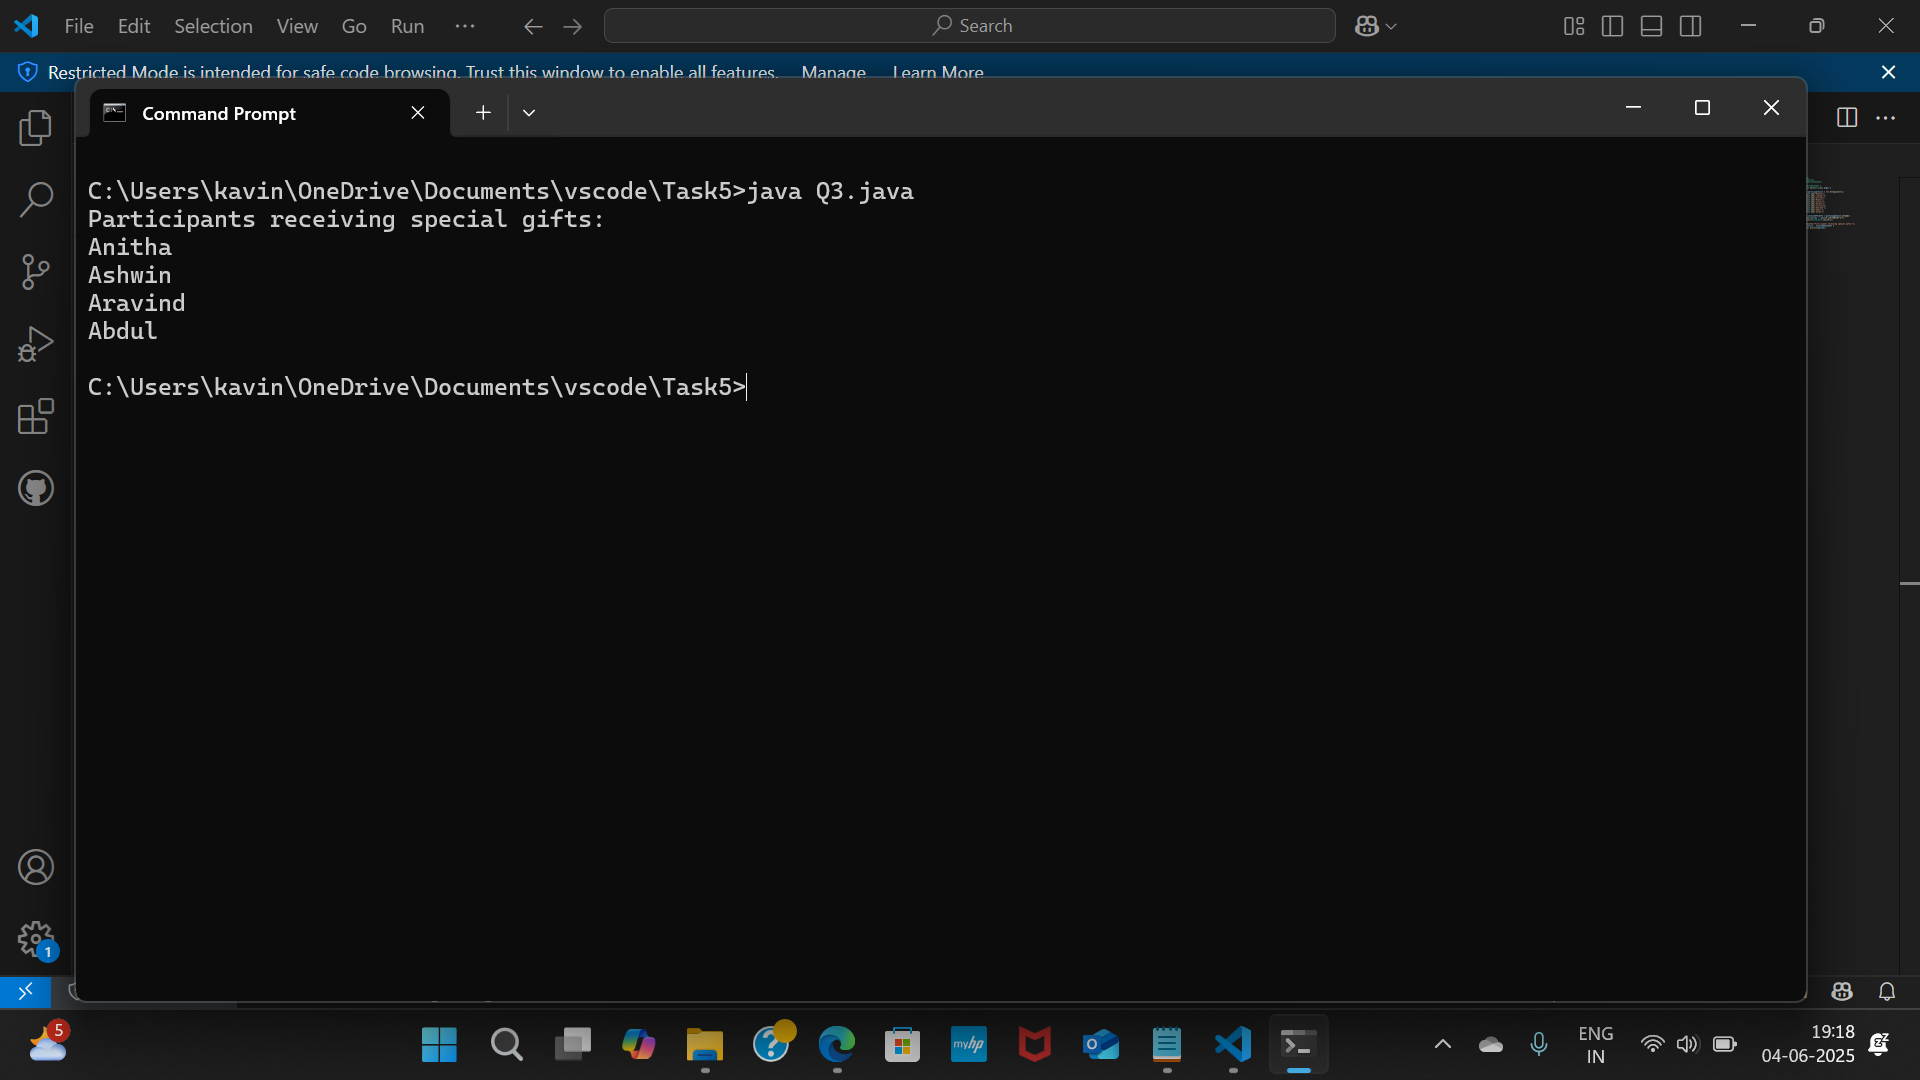 File Edit Selection View Go Run ··· Search
Restricted Mode is intended for safe code browsing. Trust this window to enable all features. Manage Learn More
Command Prompt
C:\Users\kavin\OneDrive\Documents\vscode\Task5>java Q3.java
Participants receiving special gifts:
Anitha
Ashwin
Aravind
Abdul
C:\Users\kavin\OneDrive\Documents\vscode\Task5>
1
5
myhp
ENG
IN
19:18
04-06-2025